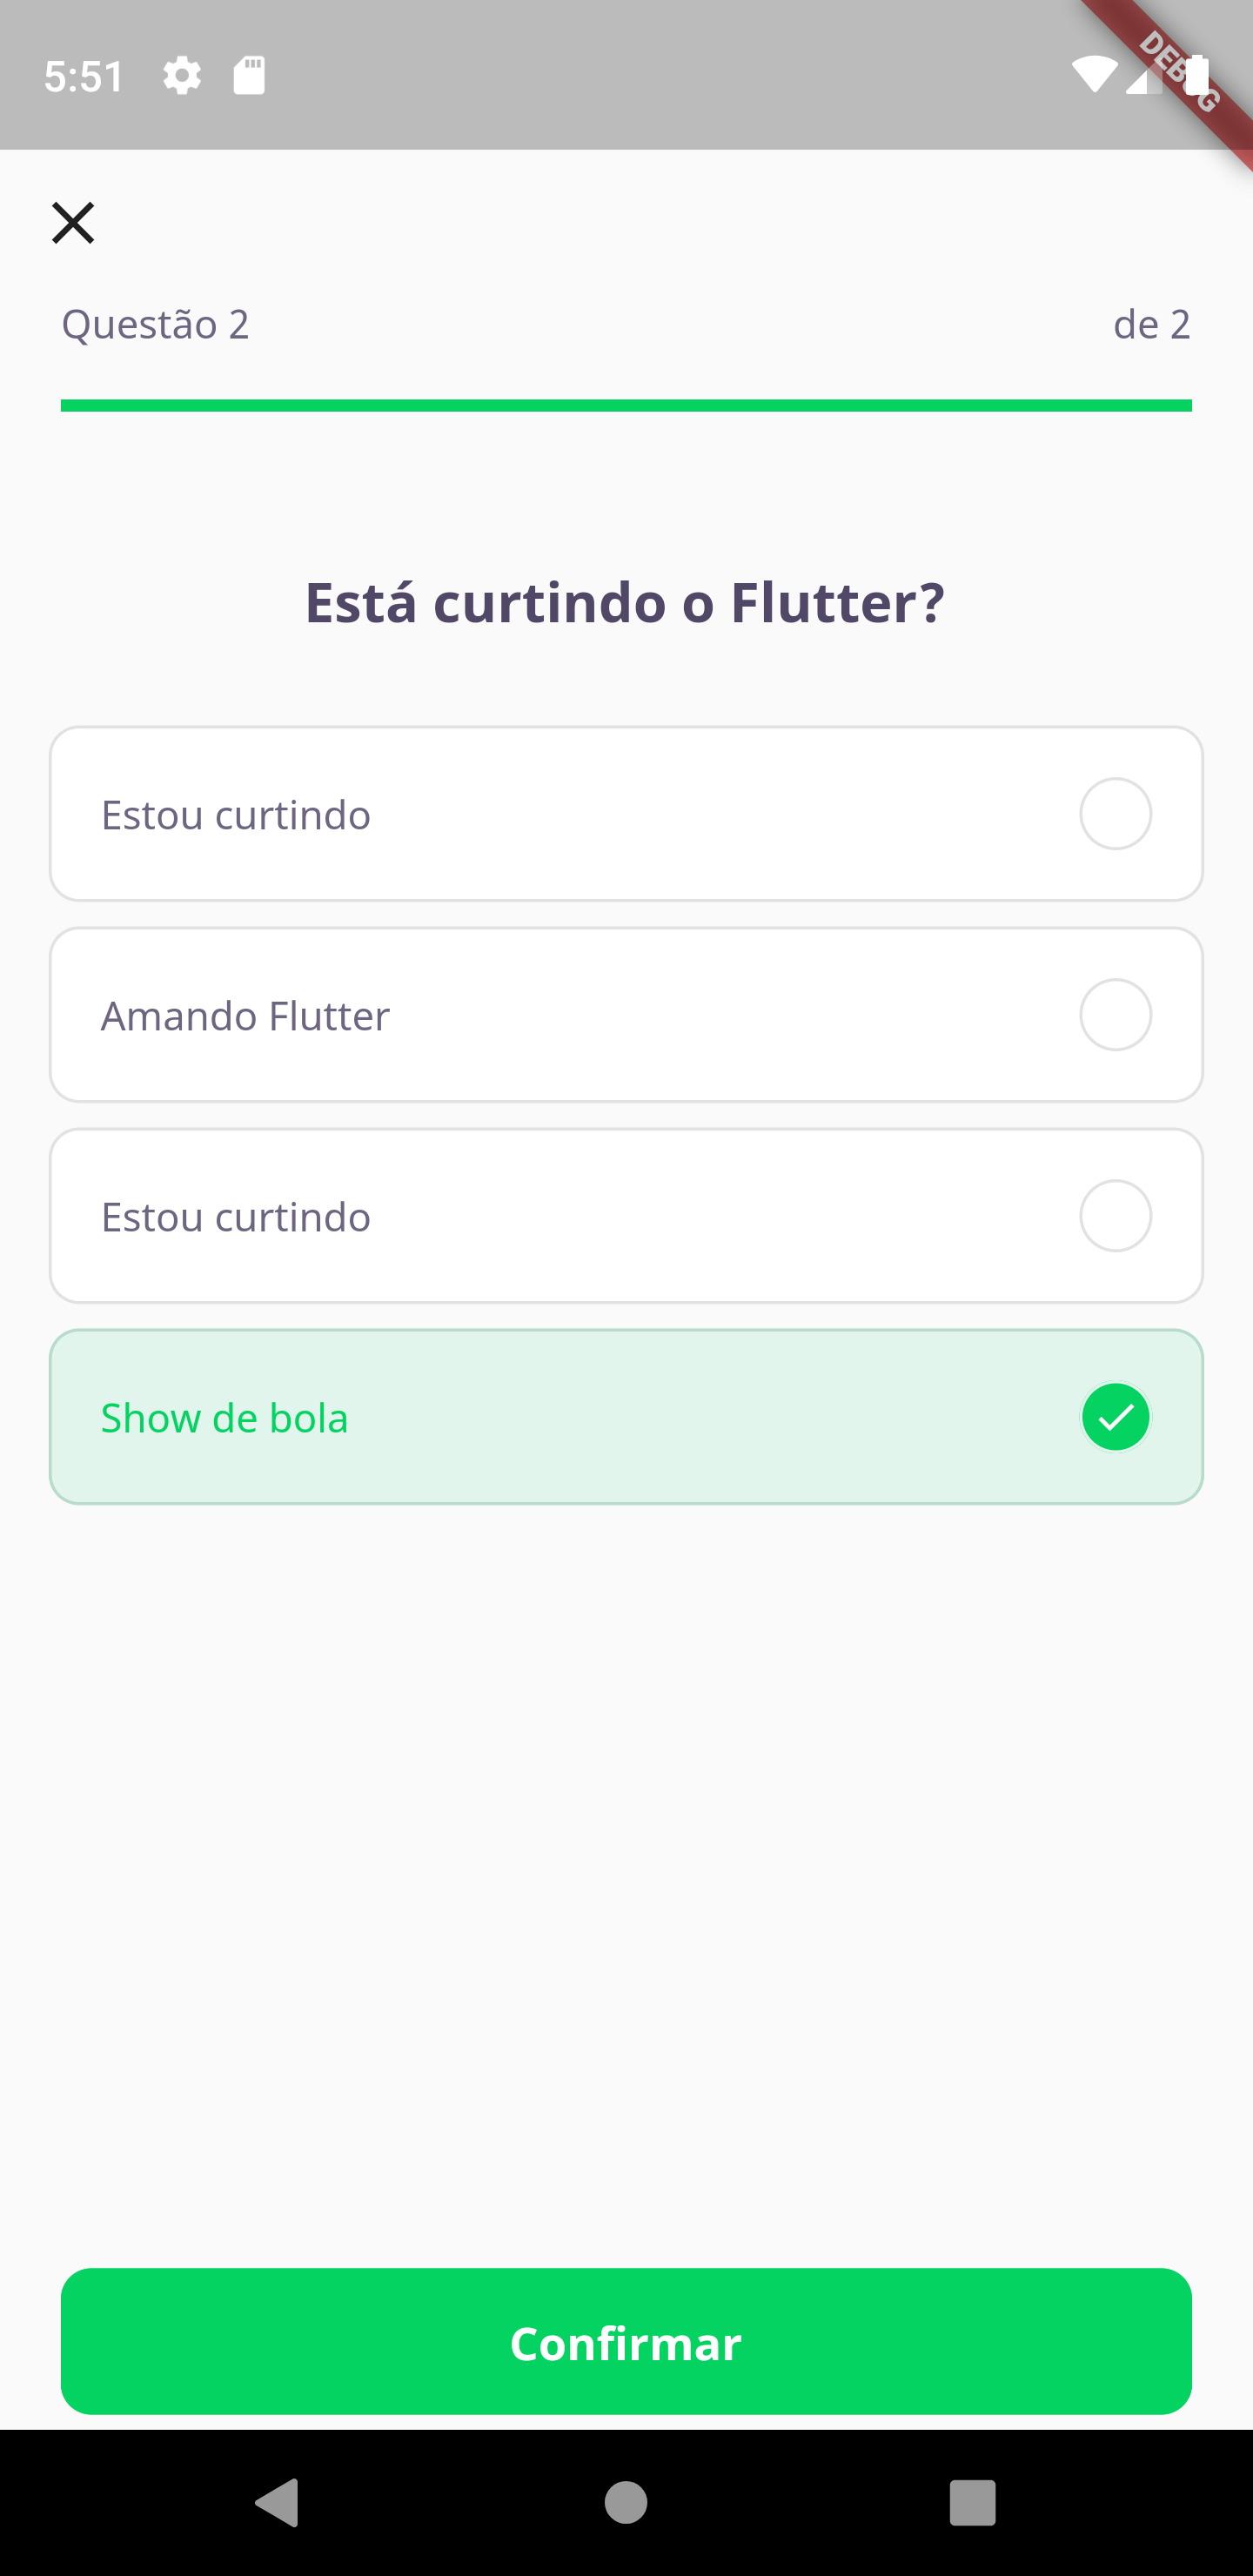 5:51
DEBUG
Questão 2
de 2
Está curtindo o Flutter?
Estou curtindo
Amando Flutter
Estou curtindo
Show de bola
Confirmar